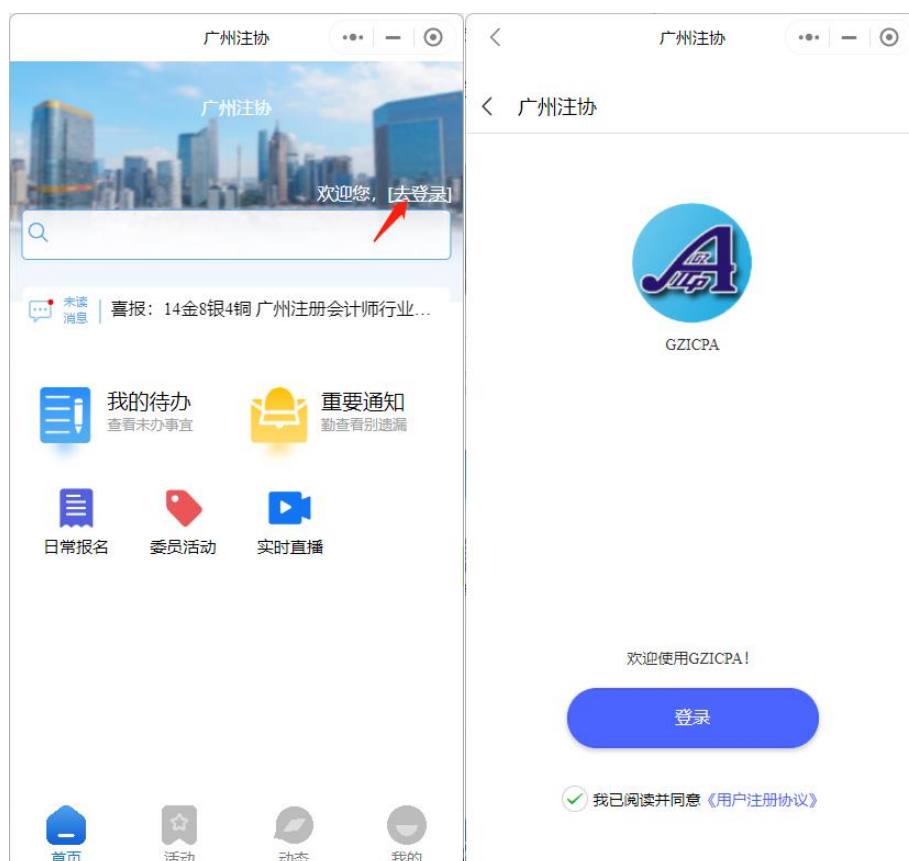 广州注协
广州注协
欢迎您，[去登录]
未读
消息
喜报：14金8银4铜 广州注册会计师行业...
我的待办
查看未办事宜
重要通知
勤查看别遗漏
日常报名
委员活动
实时直播
首页
活动
动态
我的
广州注协
广州注协
GZICPA
欢迎使用GZICPA！
登录
我已阅读并同意《用户注册协议》